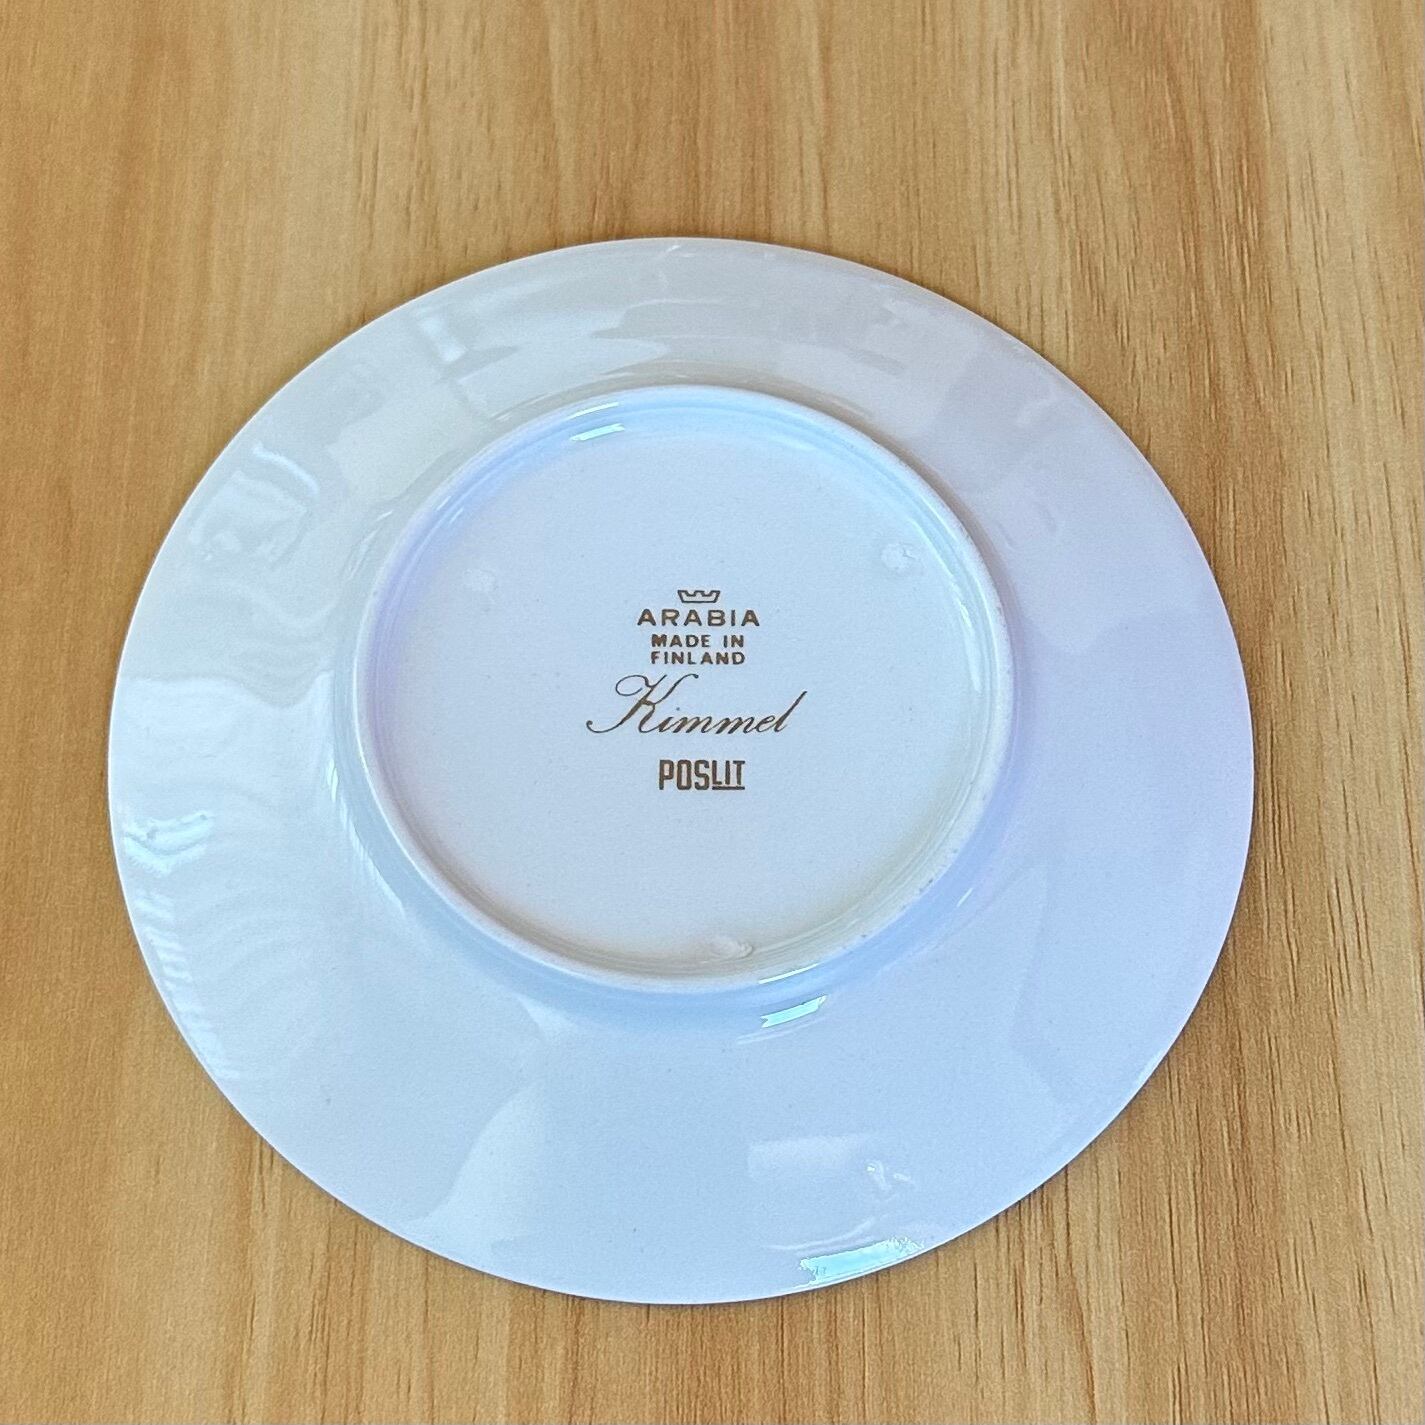 ARABIA
MADE IN
FINLAND
Kimmel
POSLIT